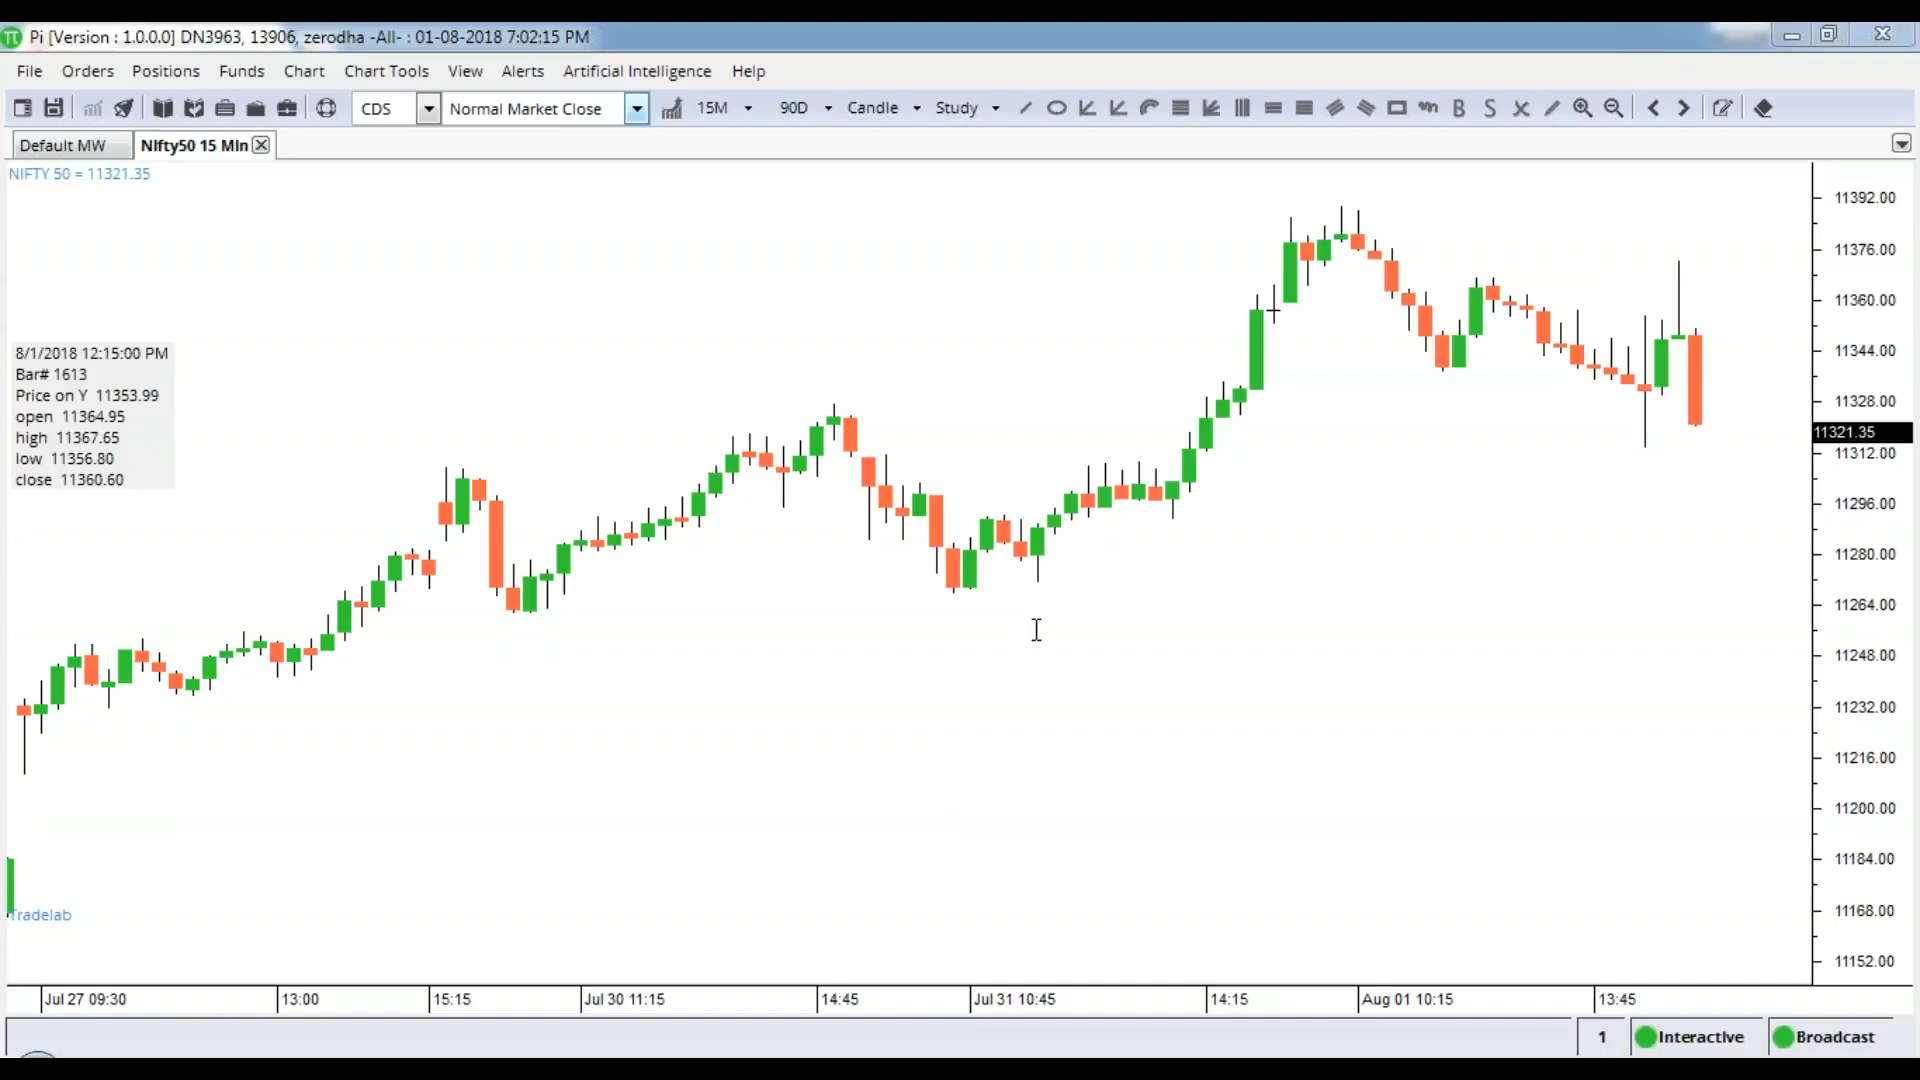 Pi [Version : 1.0.0.0] DN3963, 13906, zerodha -All- : 01-08-2018 7:02:15 PM
File Orders Positions Funds Chart Chart Tools View Alerts Artificial Intelligence Help
CDS Normal Market Close 15M 90D Candle Study B S
Default MW NIfty50 15 MIn
NIFTY 50 = 11321.35
8/1/2018 12:15:00 PM
Bar# 1613
Price on Y 11353.99
open 11364.95
high 11367.65
low 11356.80
close 11360.60
11392.00
11376.00
11360.00
11344.00
11328.00
11321.35
11312.00
11296.00
11280.00
11264.00
11248.00
11232.00
11216.00
11200.00
11184.00
11168.00
11152.00
Tradelab
Jul 27 09:30 13:00 15:15 Jul 30 11:15 14:45 Jul 31 10:45 14:15 Aug 01 10:15 13:45
1 Interactive Broadcast